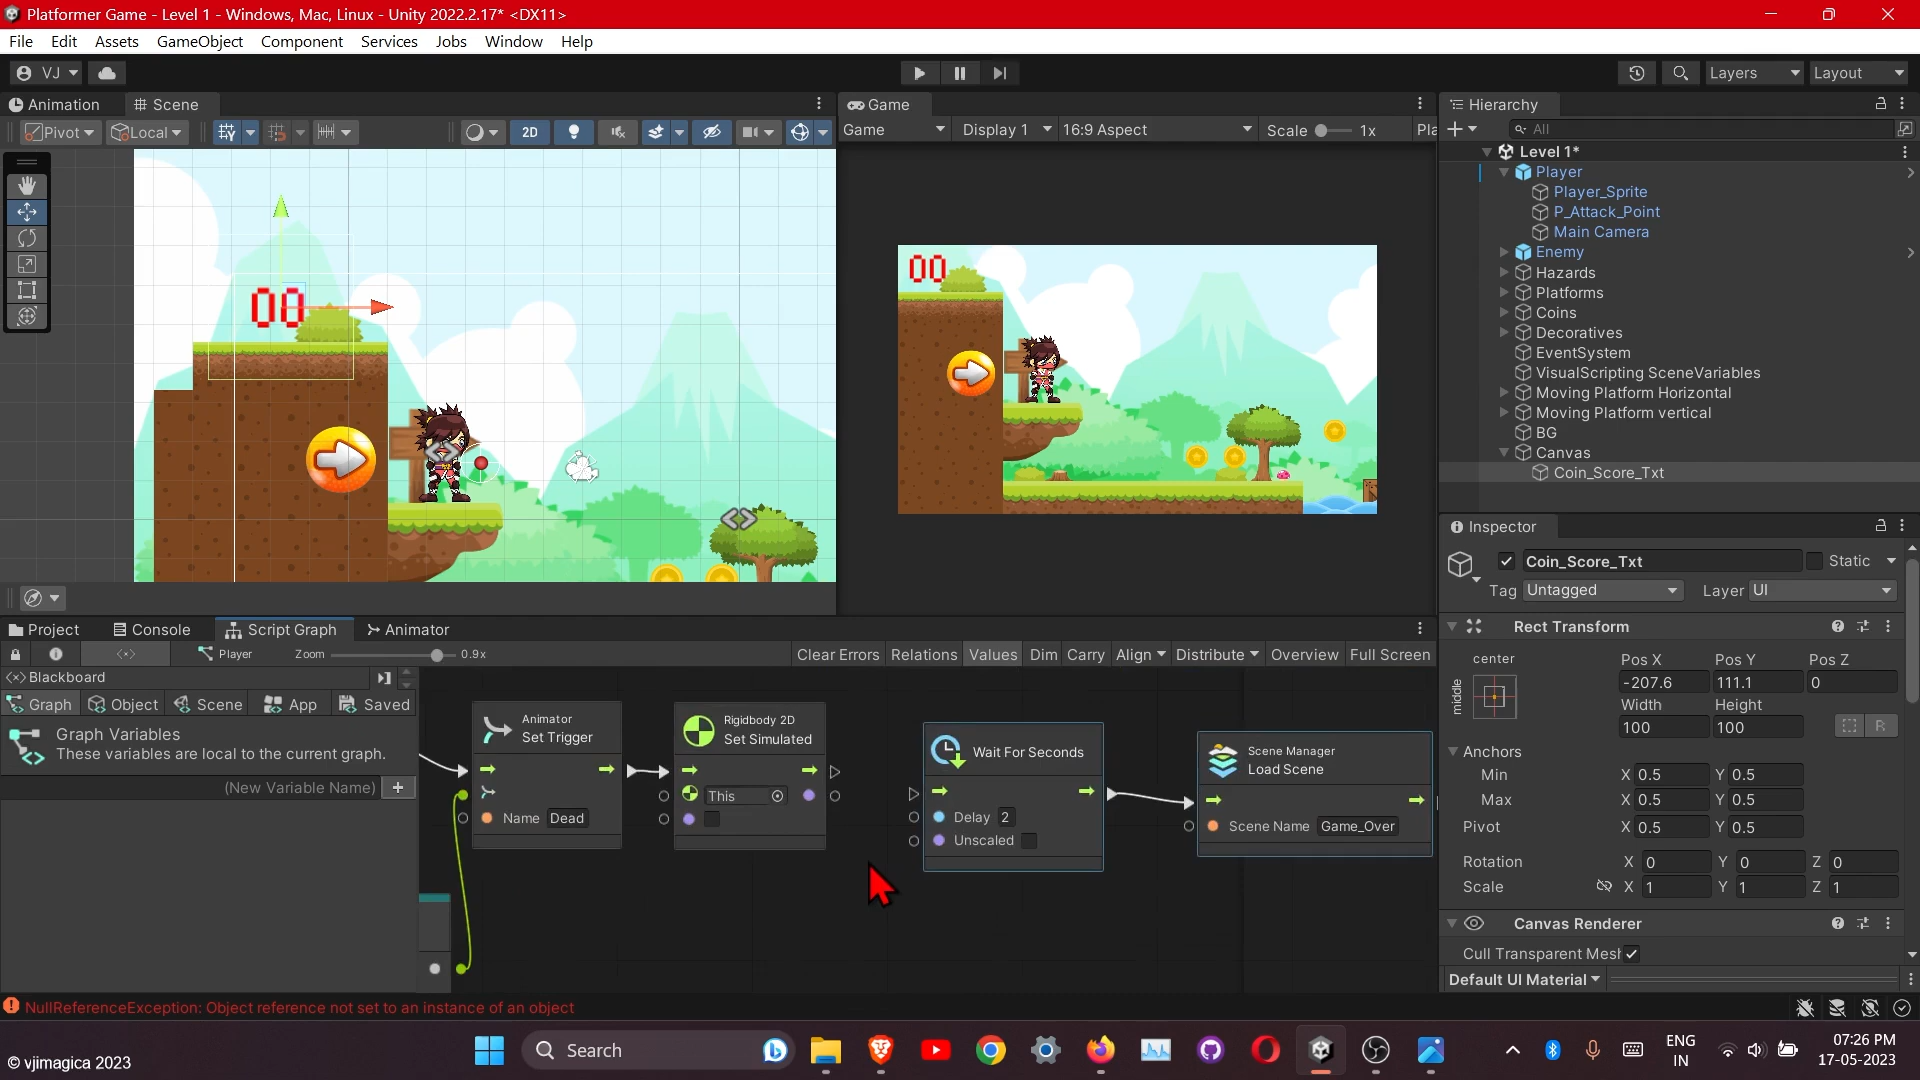 Platformer Game - Level 1 - Windows, Mac, Linux - Unity 2022.2.17* <DX11>
File Edit Assets GameObject Component Services Jobs Window Help
VJ Layers Layout
Animation Scene Game Hierarchy
Pivot Local 2D Game Display 1 16:9 Aspect Scale 1x Pla
All
Level 1*
Player
Player_Sprite
P_Attack_Point
Main Camera
Enemy
Hazards
Platforms
Coins
Decoratives
EventSystem
VisualScripting SceneVariables
Moving Platform Horizontal
Moving Platform vertical
BG
Canvas
Coin_Score_Txt
00
00
Inspector
Coin_Score_Txt Static
Tag Untagged Layer UI
Rect Transform
center Pos X Pos Y Pos Z
middle -207.6 111.1 0
Width Height
100 100 R
Anchors
Min X 0.5 Y 0.5
Max X 0.5 Y 0.5
Pivot X 0.5 Y 0.5
Rotation X 0 Y 0 Z 0
Scale X 1 Y 1 Z 1
Canvas Renderer
Cull Transparent Mesh
Default UI Material
Project Console Script Graph Animator
Player Zoom 0.9x Clear Errors Relations Values Dim Carry Align Distribute Overview Full Screen
Blackboard
Graph Object Scene App Saved
Graph Variables
These variables are local to the current graph.
(New Variable Name) +
Animator
Set Trigger
Name Dead
Rigidbody 2D
Set Simulated
This
Wait For Seconds
Delay 2
Unscaled
Scene Manager
Load Scene
Scene Name Game_Over
NullReferenceException: Object reference not set to an instance of an object
Search
ENG
IN
07:26 PM
17-05-2023
© vjimagica 2023